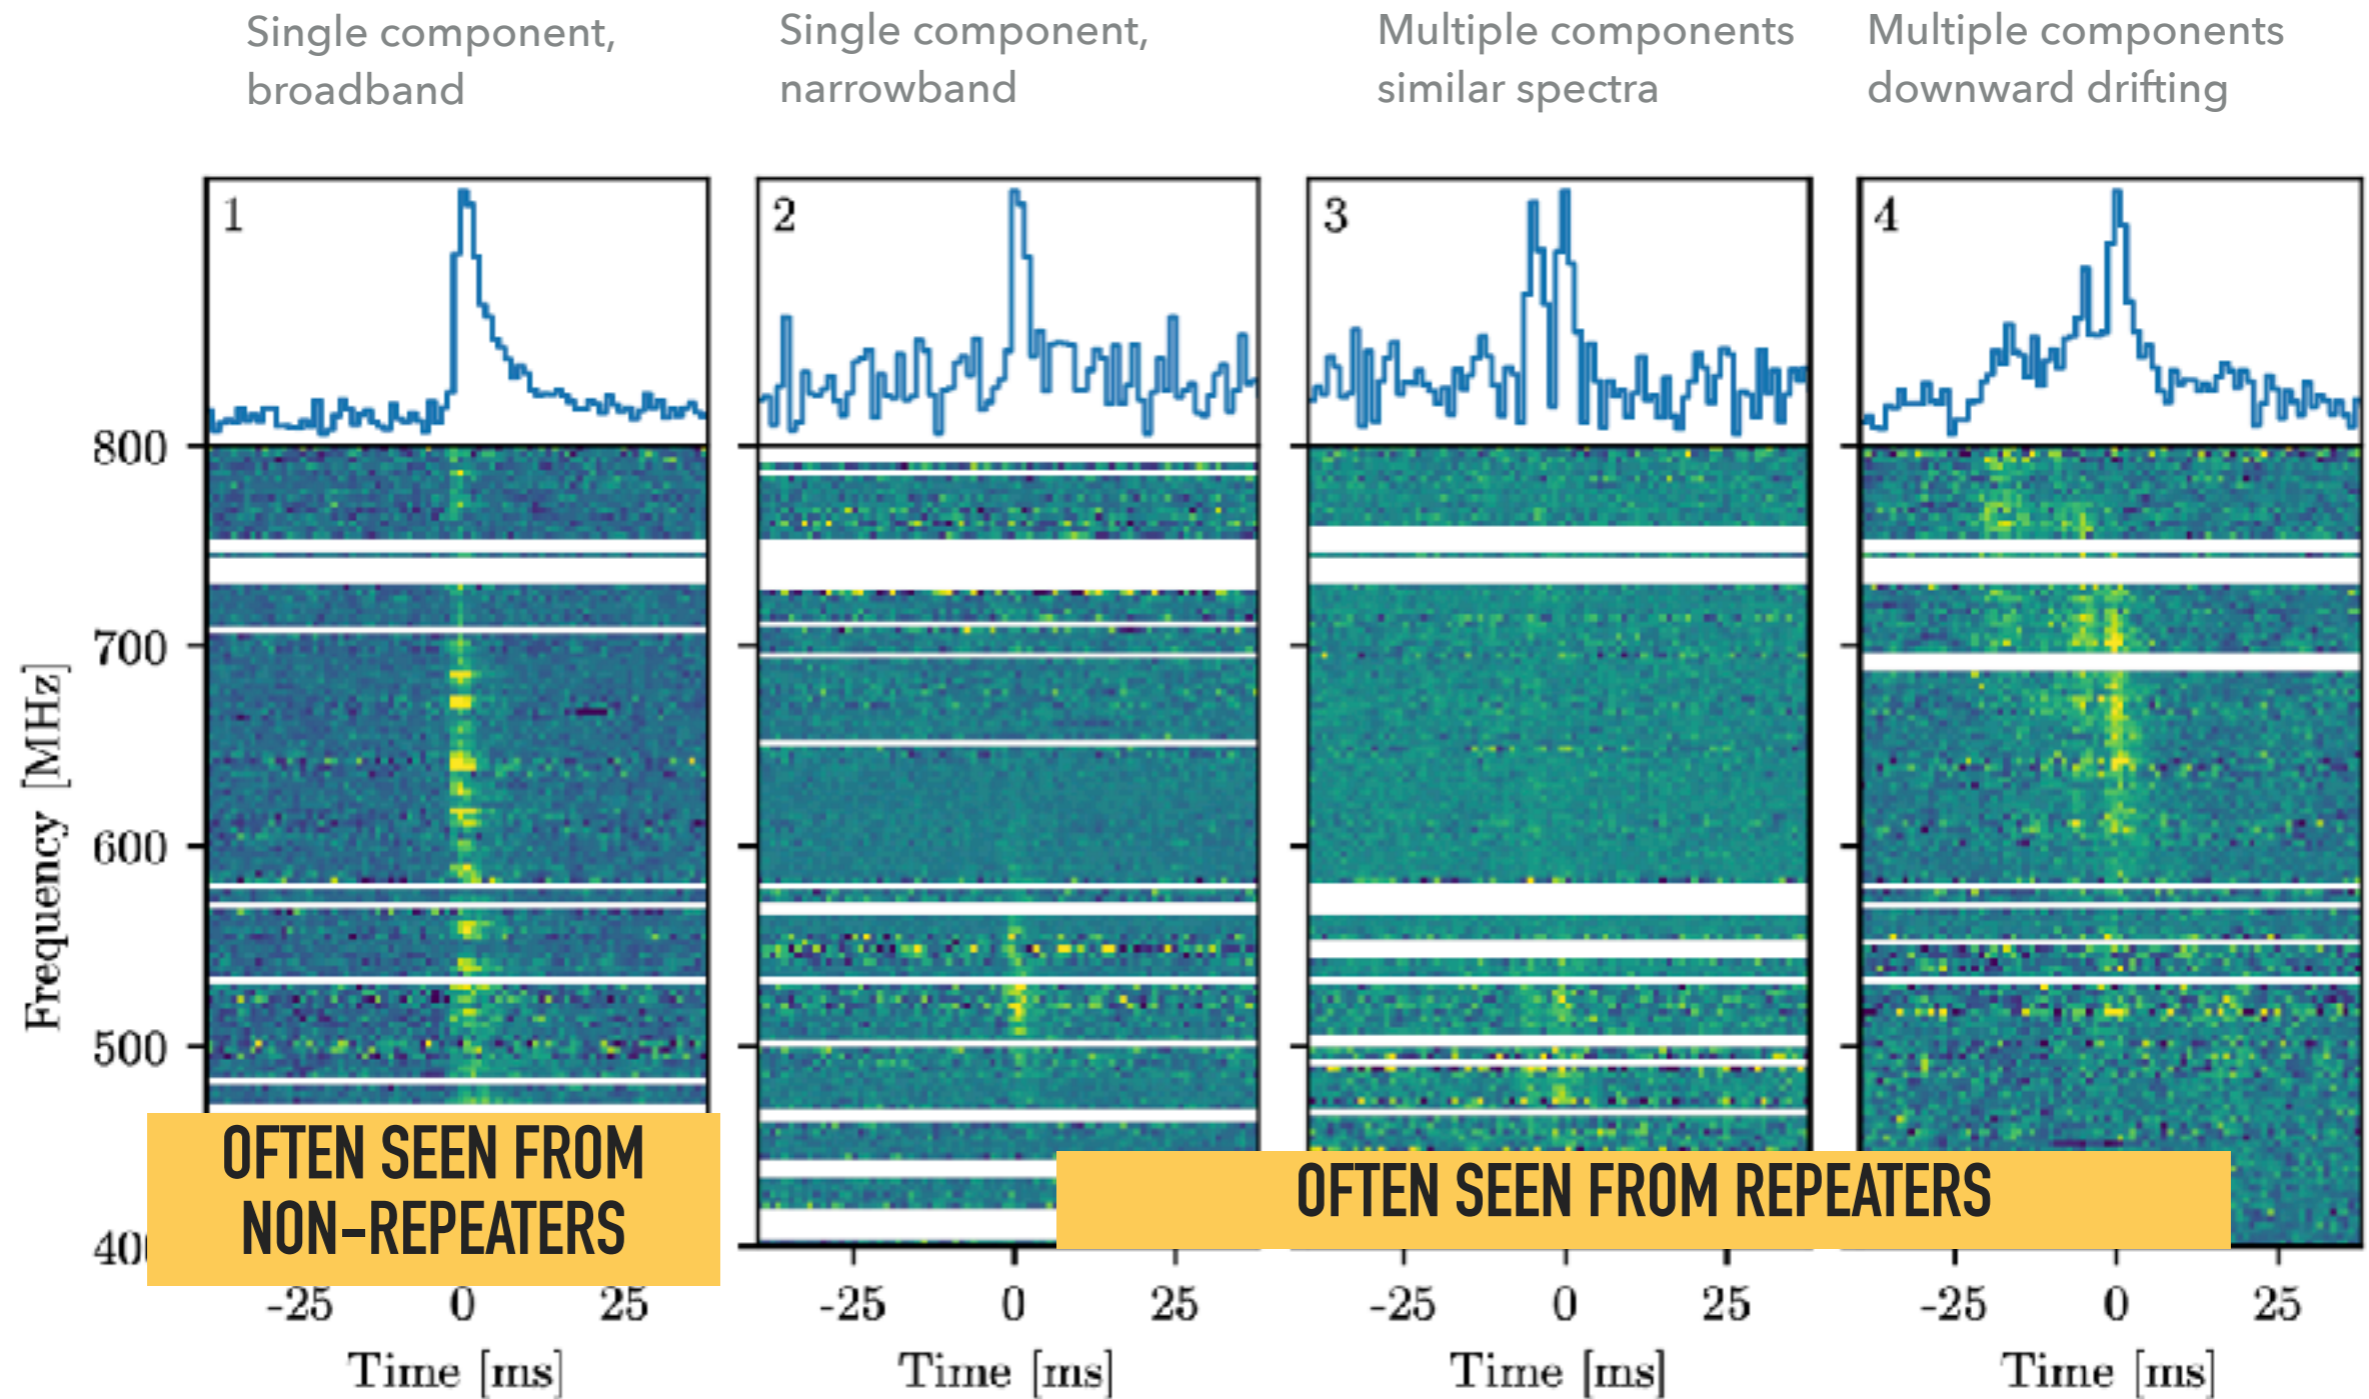 Single component,
broadband
Single component,
narrowband
Multiple components
similar spectra
Multiple components
downward drifting
1
2
3
4
800
700
600
500
Frequency [MHz]
OFTEN SEEN FROM
NON-REPEATERS
OFTEN SEEN FROM REPEATERS
-25 0 25
-25 0 25
-25 0 25
-25 0 25
Time [ms]
Time [ms]
Time [ms]
Time [ms]